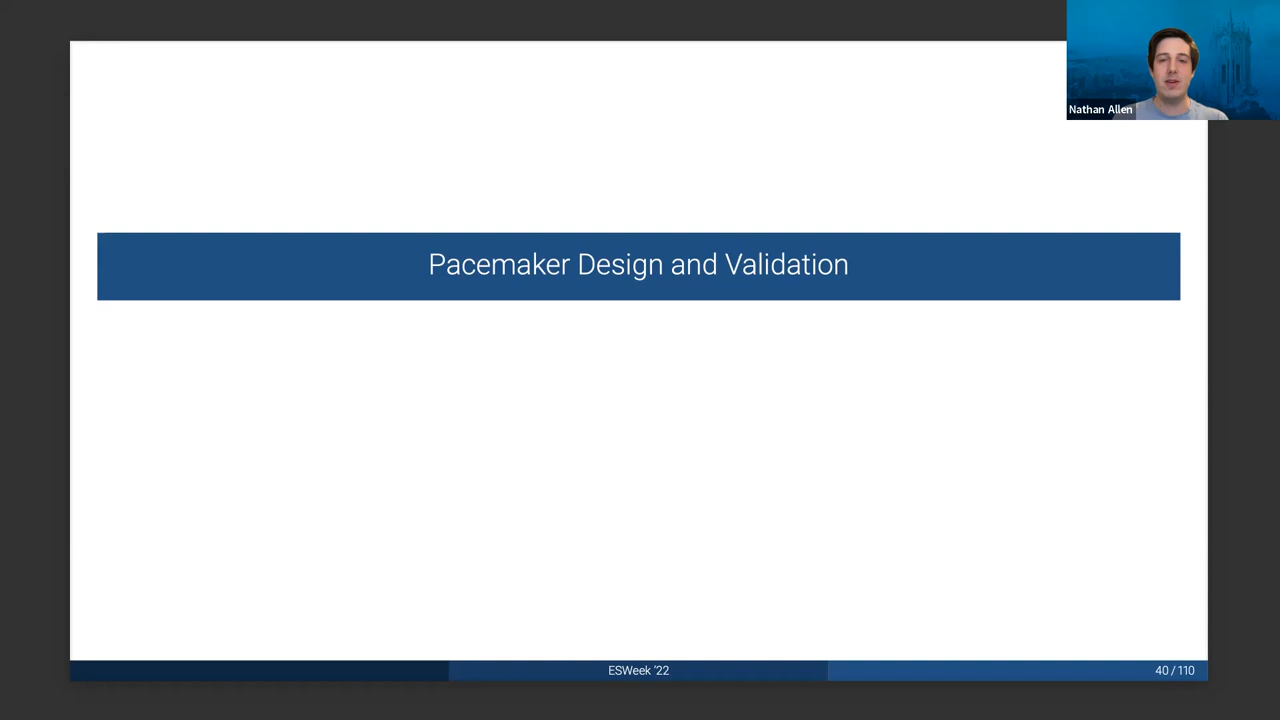 Nathan Allen
Pacemaker Design and Validation
ESWeek ’22
40 / 110